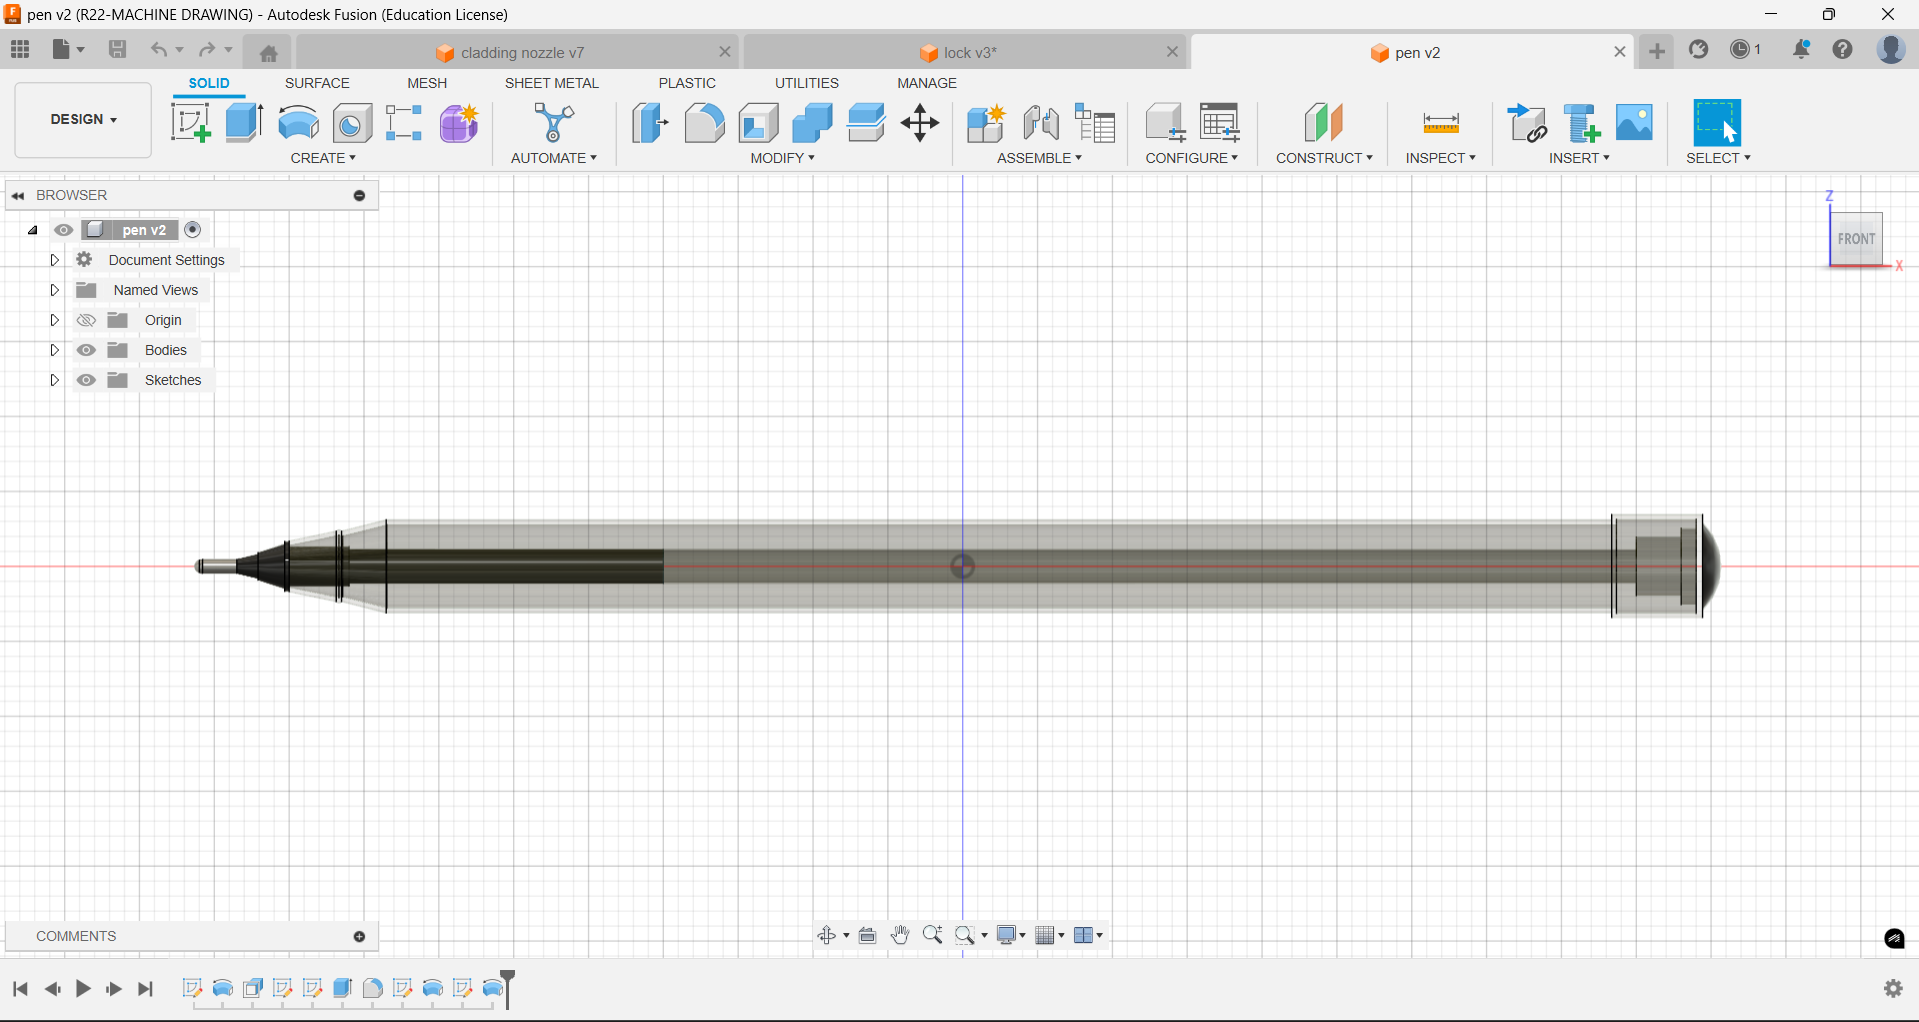 pen v2 (R22-MACHINE DRAWING) - Autodesk Fusion (Education License)
cladding nozzle v7
lock v3*
pen v2
1
SOLID SURFACE MESH SHEET METAL PLASTIC UTILITIES MANAGE
DESIGN
CREATE AUTOMATE MODIFY ASSEMBLE CONFIGURE CONSTRUCT INSPECT INSERT SELECT
BROWSER
pen v2
Document Settings
Named Views
Origin
Bodies
Sketches
Z
FRONT
X
COMMENTS